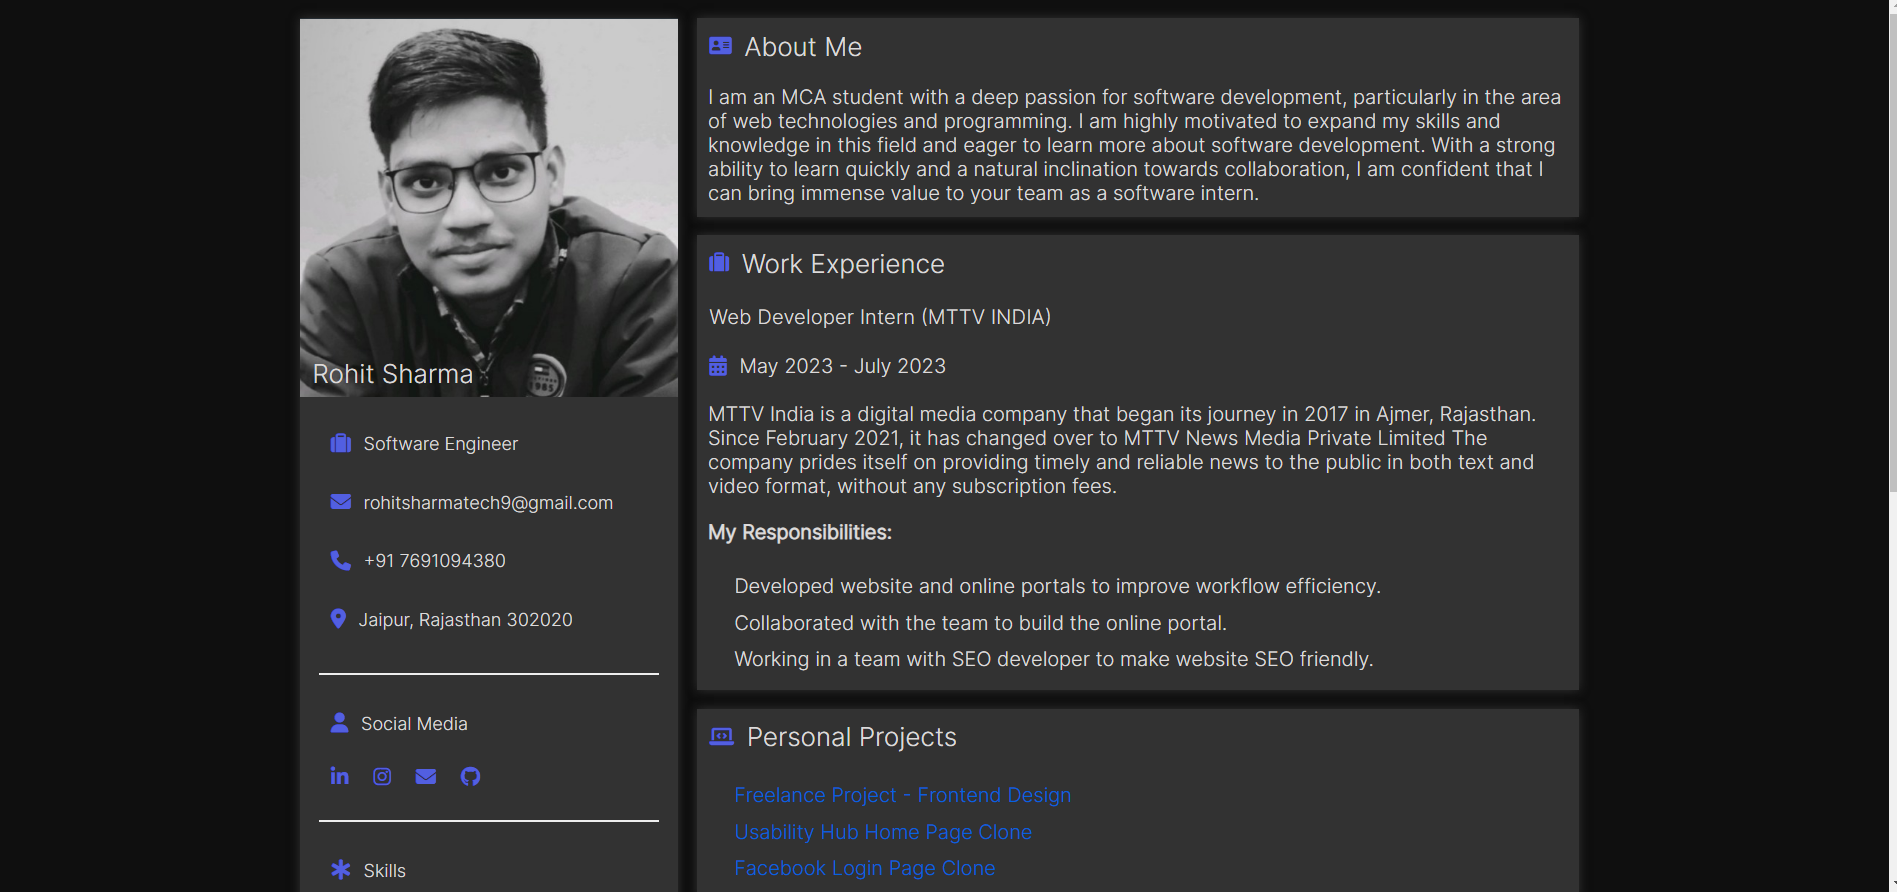 Rohit Sharma
Software Engineer
rohitsharmatech9@gmail.com
+91 7691094380
Jaipur, Rajasthan 302020
Social Media
Skills
About Me
I am an MCA student with a deep passion for software development, particularly in the area
of web technologies and programming. I am highly motivated to expand my skills and
knowledge in this field and eager to learn more about software development. With a strong
ability to learn quickly and a natural inclination towards collaboration, I am confident that I
can bring immense value to your team as a software intern.
Work Experience
Web Developer Intern (MTTV INDIA)
May 2023 - July 2023
MTTV India is a digital media company that began its journey in 2017 in Ajmer, Rajasthan.
Since February 2021, it has changed over to MTTV News Media Private Limited The
company prides itself on providing timely and reliable news to the public in both text and
video format, without any subscription fees.
My Responsibilities:
Developed website and online portals to improve workflow efficiency.
Collaborated with the team to build the online portal.
Working in a team with SEO developer to make website SEO friendly.
Personal Projects
Freelance Project - Frontend Design
Usability Hub Home Page Clone
Facebook Login Page Clone